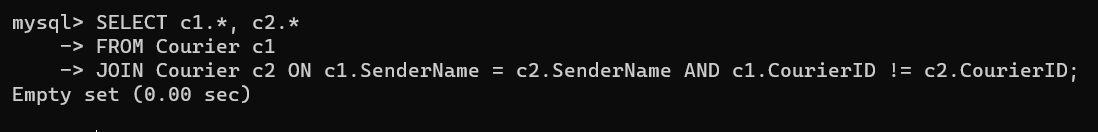 mysql> SELECT c1.*, c2.*
    -> FROM Courier c1
    -> JOIN Courier c2 ON c1.SenderName = c2.SenderName AND c1.CourierID != c2.CourierID;
Empty set (0.00 sec)